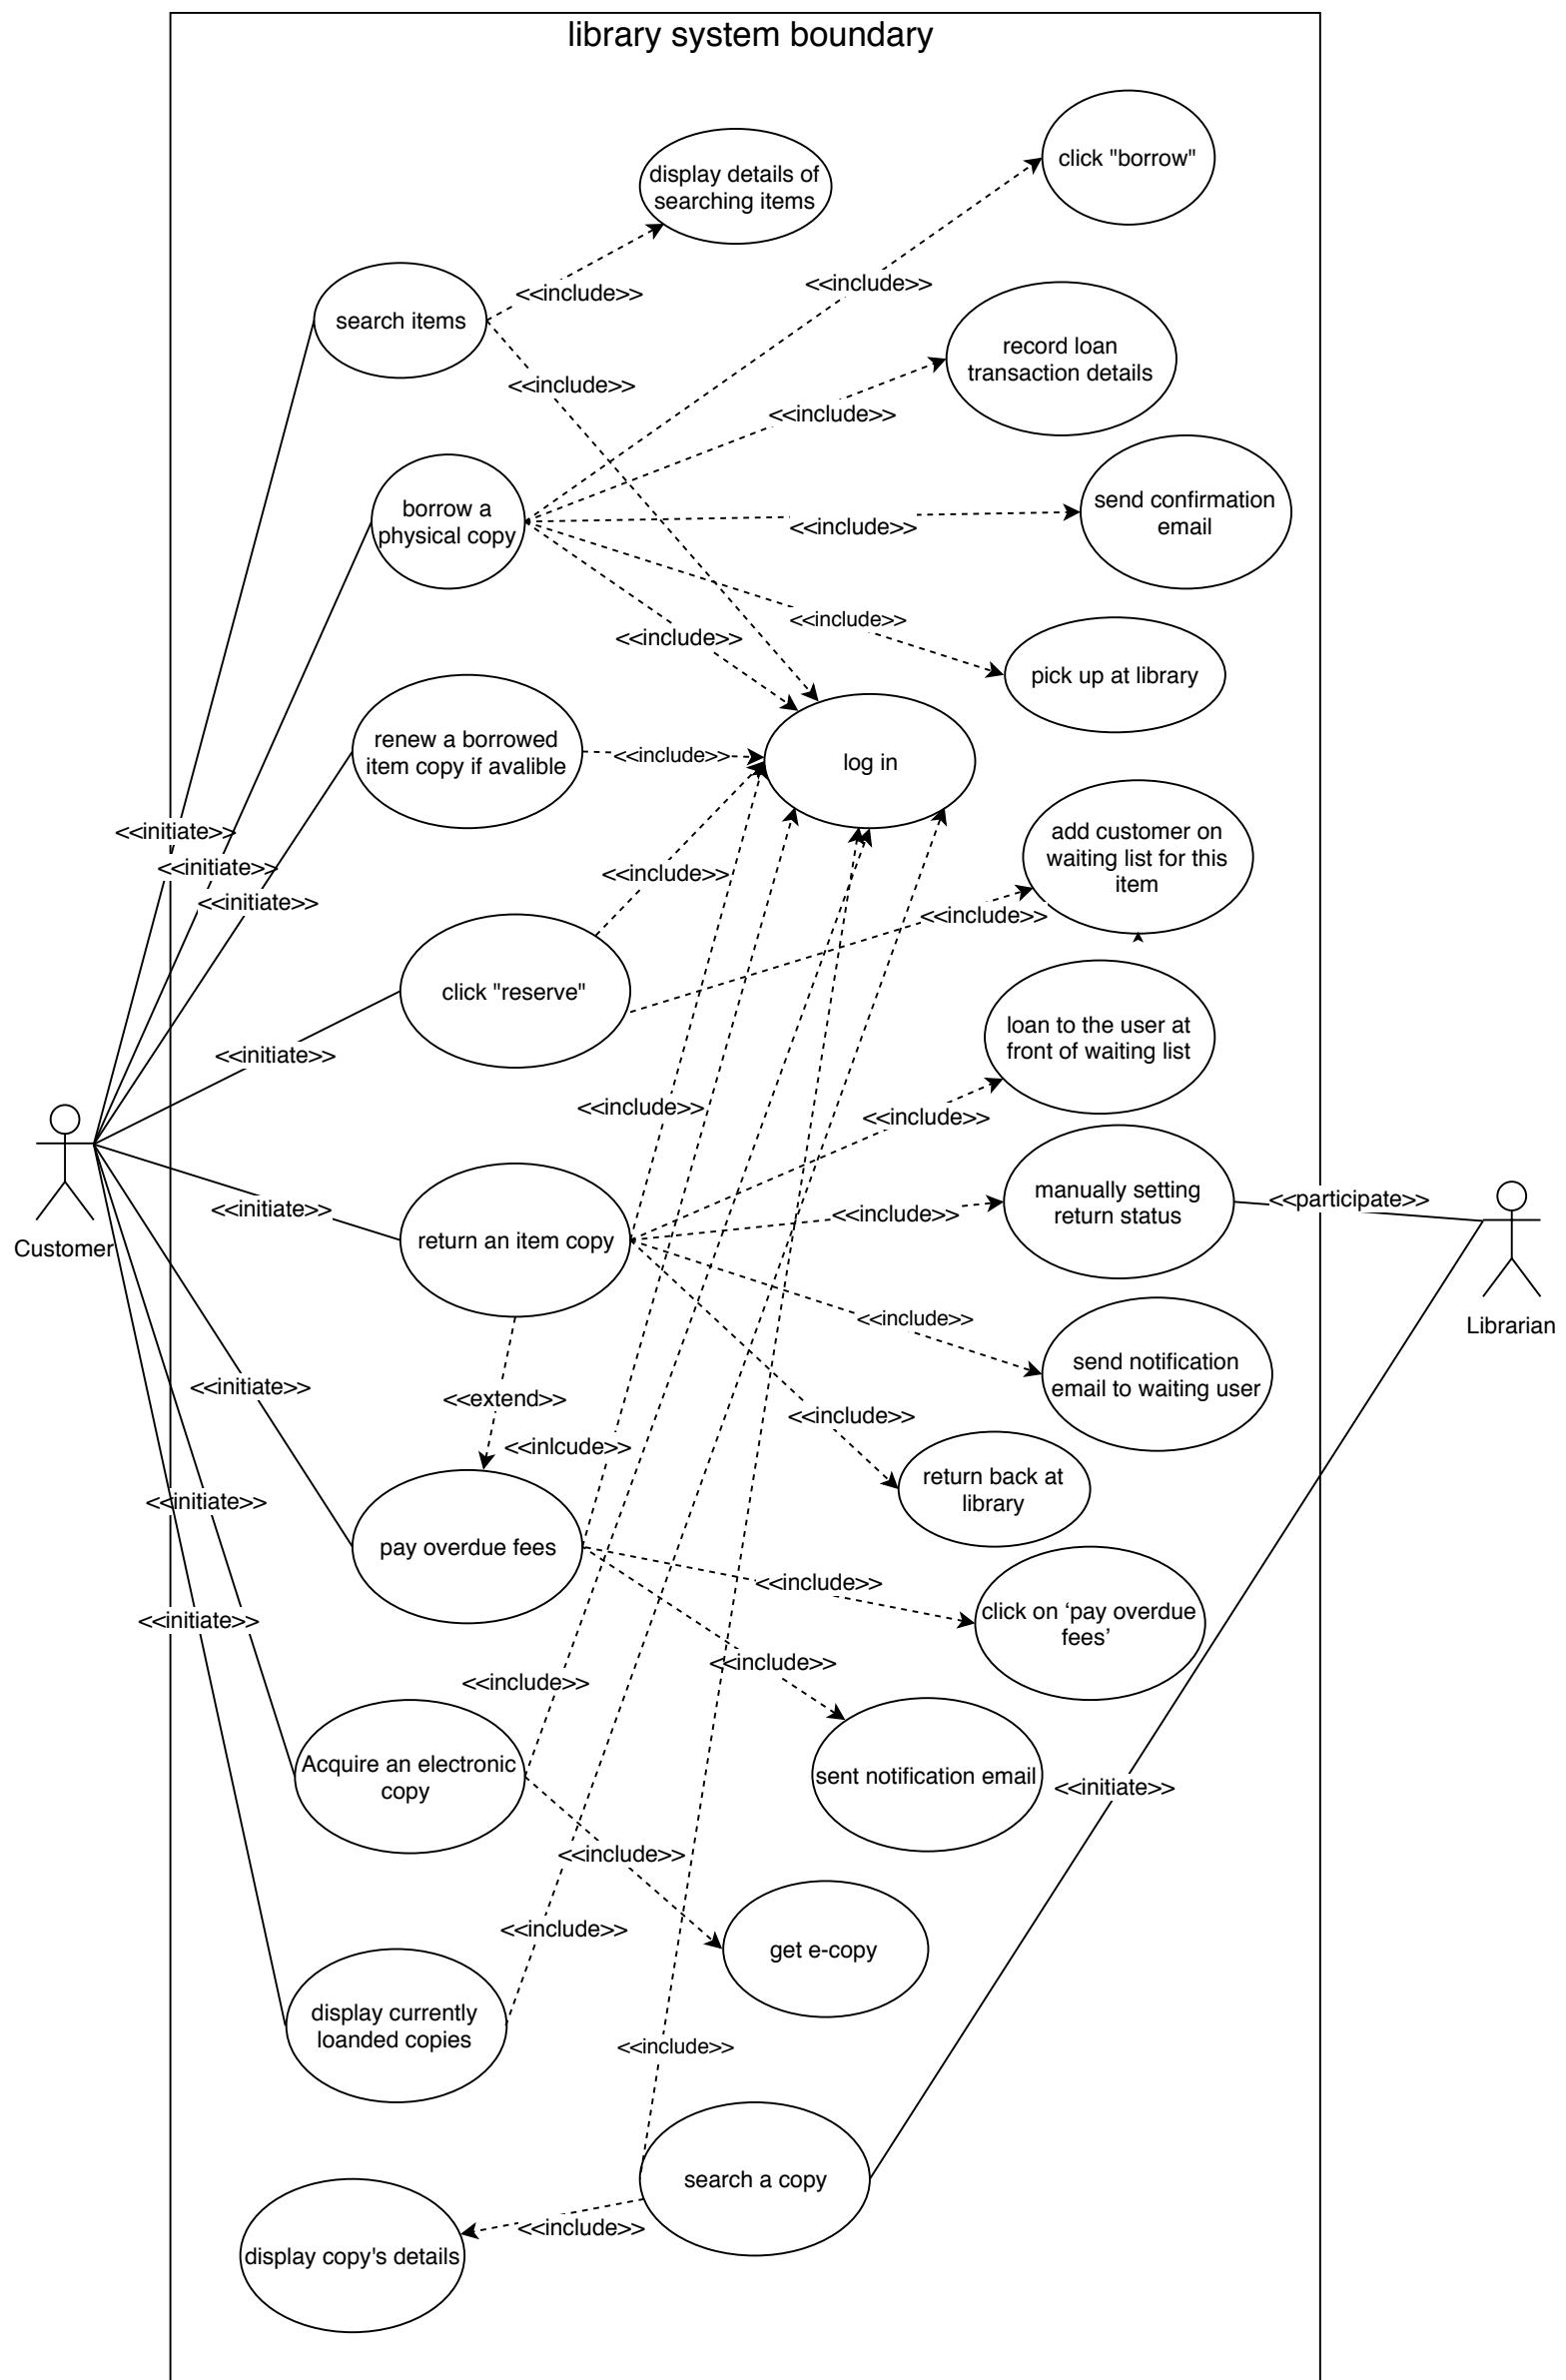 library system boundary
click "borrow"
display details of
searching items
<<include>>
<<include>>
search items
record loan
transaction details
<<include>>
<<include>>
borrow a
physical copy
send confirmation
email
<<include>>
<<include>>
<<include>>
pick up at library
renew a borrowed
item copy if avalible
<<include>>
log in
<<initiate>>
<<initiate>>
<<initiate>>
<<include>>
add customer on
waiting list for this
item
<<include>>
click "reserve"
<<initiate>>
loan to the user at
front of waiting list
<<include>>
<<include>>
Customer
<<initiate>>
return an item copy
<<include>>
manually setting
return status
<<participate>>
Librarian
<<include>>
send notification
email to waiting user
<<initiate>>
<<extend>>
<<include>>
<<inlcude>>
return back at
library
<<initiate>>
pay overdue fees
<<include>>
click on ‘pay overdue
fees’
<<initiate>>
<<include>>
<<include>>
Acquire an electronic
copy
sent notification email
<<initiate>>
<<include>>
<<include>>
get e-copy
display currently
loanded copies
<<include>>
search a copy
<<include>>
display copy's details